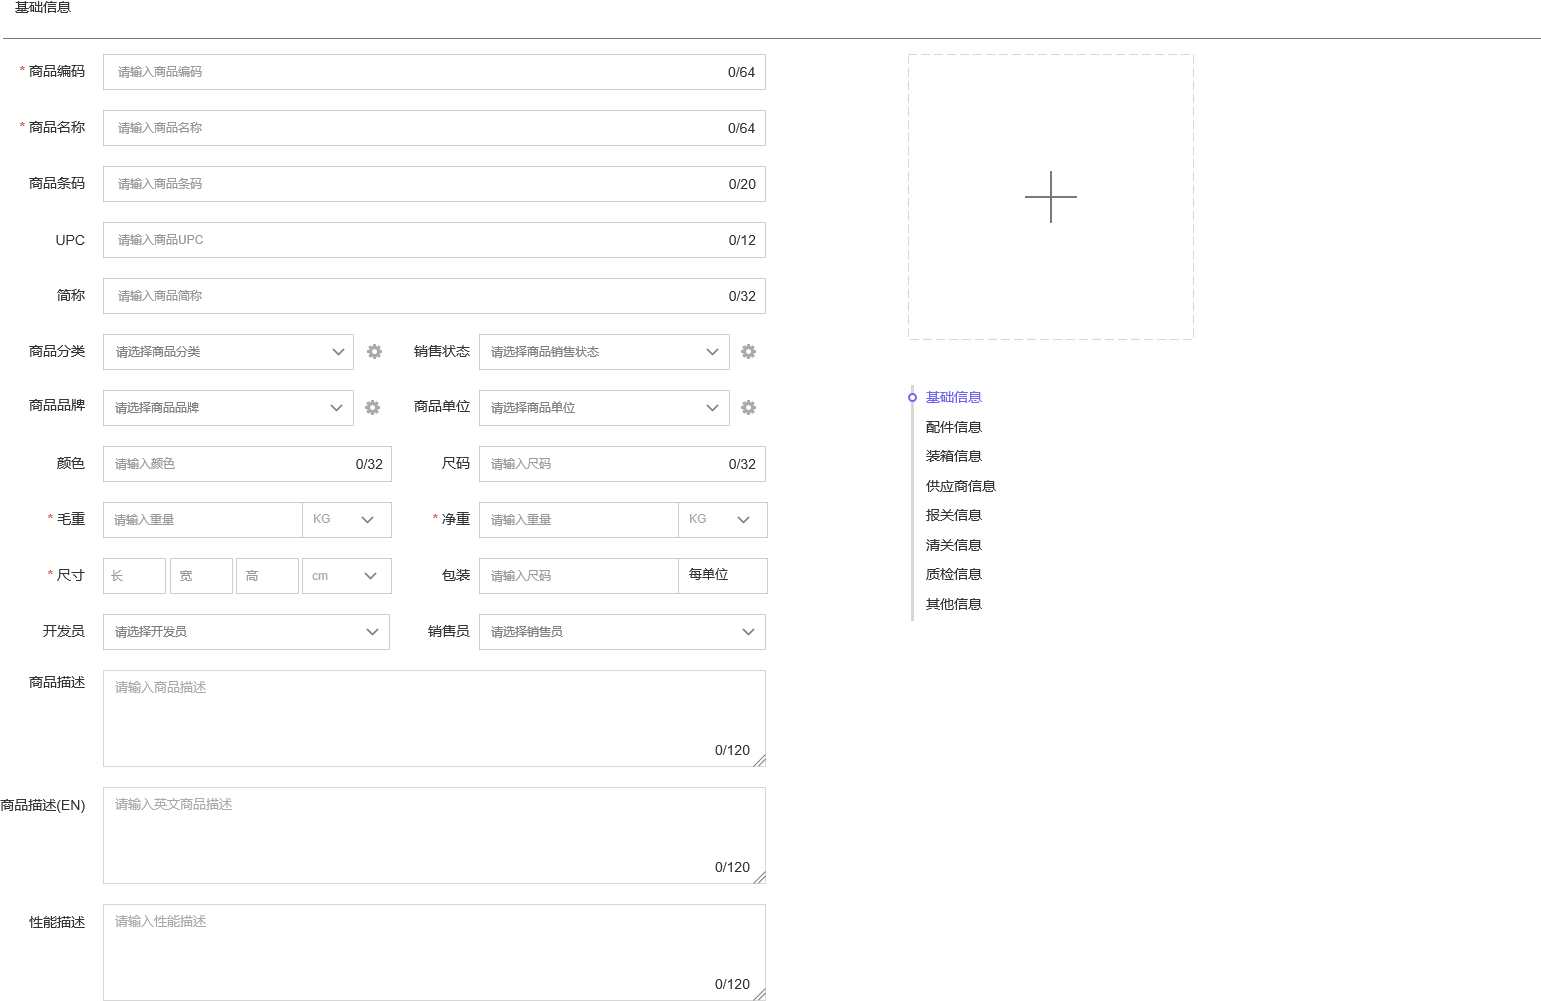 基础信息
* 商品编码 请输入商品编码 0/64
* 商品名称 请输入商品名称 0/64
商品条码 请输入商品条码 0/20
UPC 请输入商品UPC 0/12
简称 请输入商品简称 0/32
商品分类 请选择商品分类 销售状态 请选择商品销售状态
商品品牌 请选择商品品牌 商品单位 请选择商品单位
颜色 请输入颜色 0/32 尺码 请输入尺码 0/32
* 毛重 请输入重量 KG * 净重 请输入重量 KG
* 尺寸 长 宽 高 cm 包装 请输入尺码 每单位
开发员 请选择开发员 销售员 请选择销售员
商品描述 请输入商品描述
0/120
商品描述(EN) 请输入英文商品描述
0/120
性能描述 请输入性能描述
0/120
基础信息
配件信息
装箱信息
供应商信息
报关信息
清关信息
质检信息
其他信息